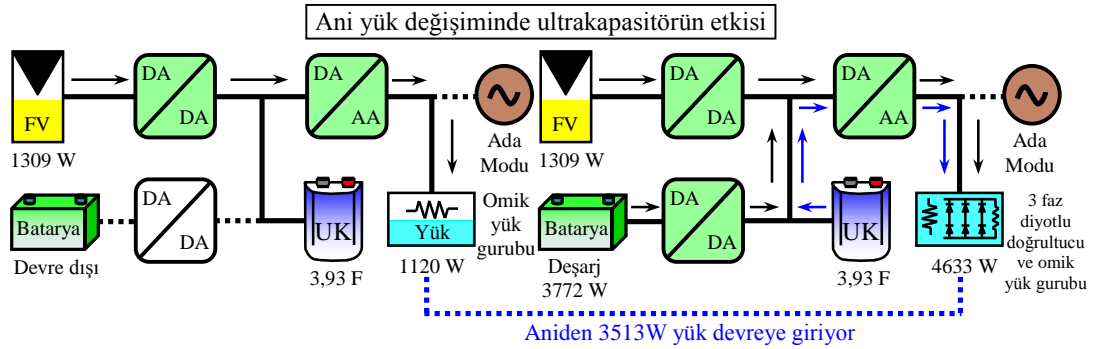 Ani yük değişiminde ultrakapasitörün etkisi
FV
1309 W
DA
DA
DA
AA
Ada
Modu
Batarya
Devre dışı
DA
DA
UK
3,93 F
Yük
1120 W
Omik
yük
gurubu
FV
1309 W
DA
DA
DA
AA
Ada
Modu
Batarya
Deşarj
3772 W
DA
DA
UK
3,93 F
4633 W
3 faz
diyotlu
doğrultucu
ve omik
yük gurubu
Aniden 3513W yük devreye giriyor